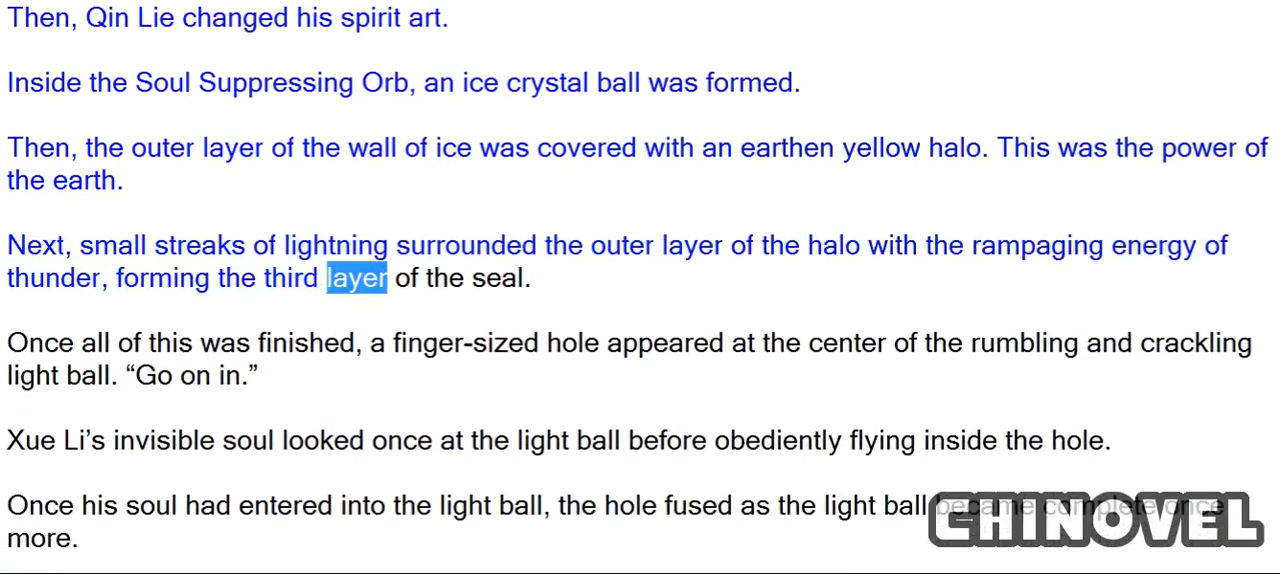 Then, Qin Lie changed his spirit art.
Inside the Soul Suppressing Orb, an ice crystal ball was formed.
Then, the outer layer of the wall of ice was covered with an earthen yellow halo. This was the power of
the earth.
Next, small streaks of lightning surrounded the outer layer of the halo with the rampaging energy of
thunder, forming the third layer of the seal.
Once all of this was finished, a finger-sized hole appeared at the center of the rumbling and crackling
light ball. “Go on in.”
Xue Li’s invisible soul looked once at the light ball before obediently flying inside the hole.
Once his soul had entered into the light ball, the hole fused as the light ball became complete once
more.
CHINOVEL